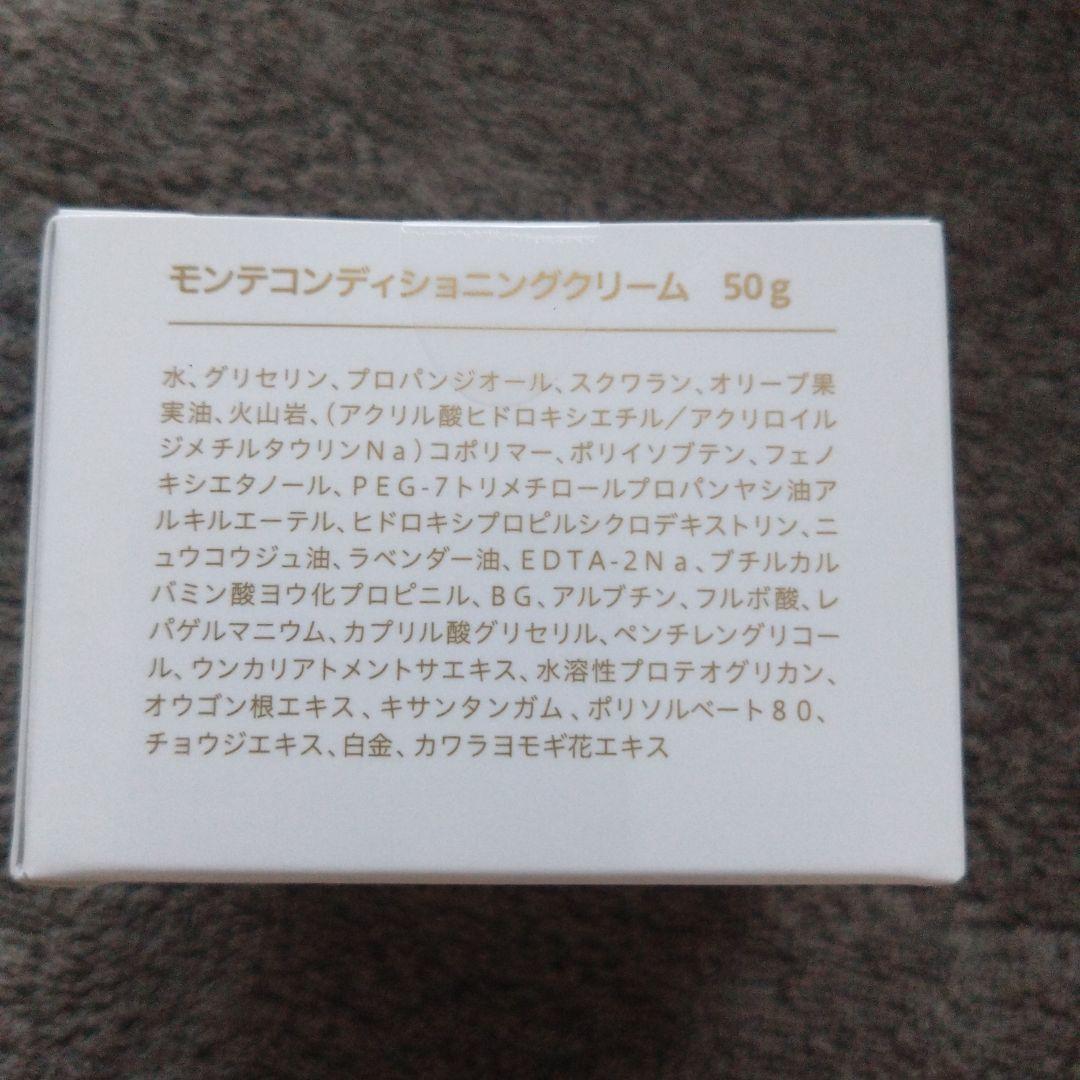 モンテコンディショニングクリーム 50g
水、グリセリン、プロパンジオール、スクワラン、オリーブ果
実油、火山岩、(アクリル酸ヒドロキシエチル/アクリロイル
ジメチルタウリンNa)コポリマー、ポリイソブテン、フェノ
キシエタノール、PEG-7トリメチロールプロパンヤシ油ア
ルキルエーテル、ヒドロキシプロピルシクロデキストリン、ニ
ュウコウジュ油、ラベンダー油、EDTA-2Na、ブチルカル
バミン酸ヨウ化プロピニル、BG、アルブチン、フルボ酸、レ
パゲルマニウム、カプリル酸グリセリル、ペンチレングリコー
ル、ウンカリアトメントサエキス、水溶性プロテオグリカン、
オウゴン根エキス、キサンタンガム、ポリソルベート80、
チョウジエキス、白金、カワラヨモギ花エキス